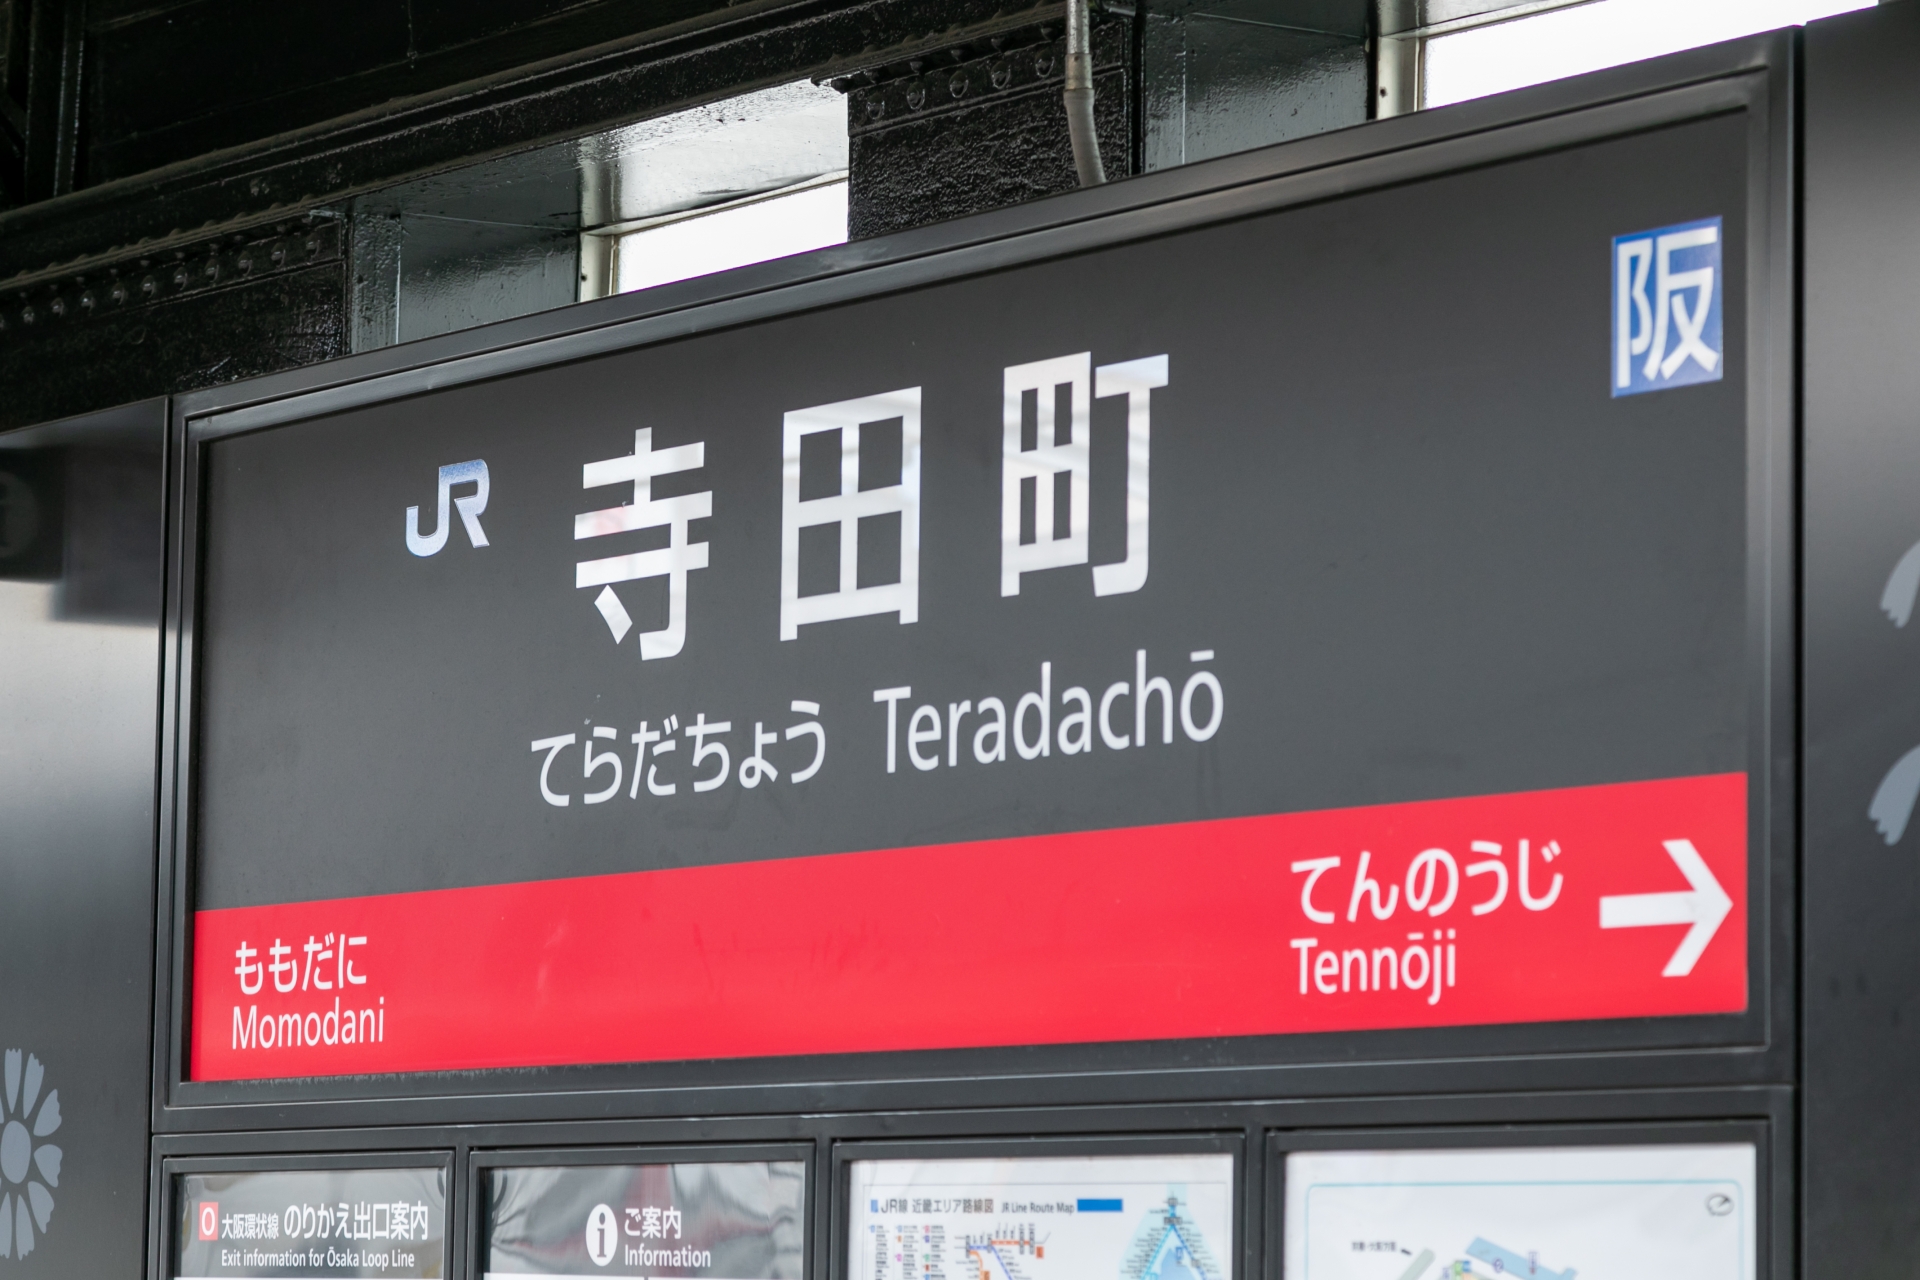 阪
JR 寺田町
てらだちょう Teradachō
ももだに
Momodani
てんのうじ
Tennōji
O 大阪環状線 のりかえ出口案内
Exit information for Ōsaka Loop Line
i ご案内
Information
JR線 近畿エリア路線図 JR Line Route Map